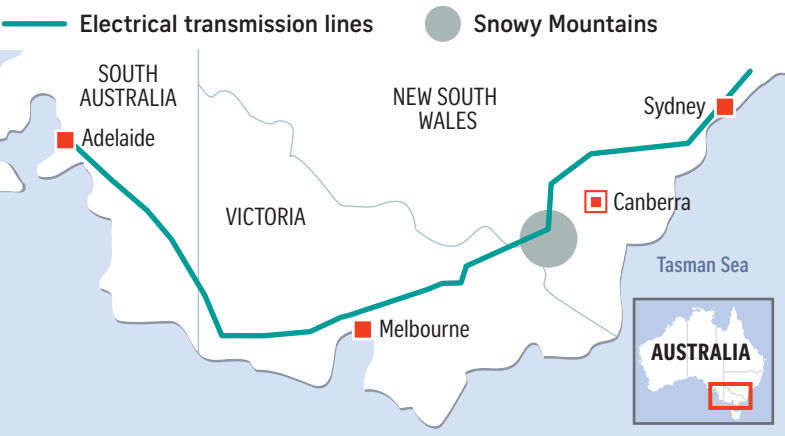 Electrical transmission lines
Snowy Mountains
SOUTH
AUSTRALIA
NEW SOUTH
WALES
Sydney
Adelaide
Canberra
VICTORIA
Tasman Sea
Melbourne
AUSTRALIA